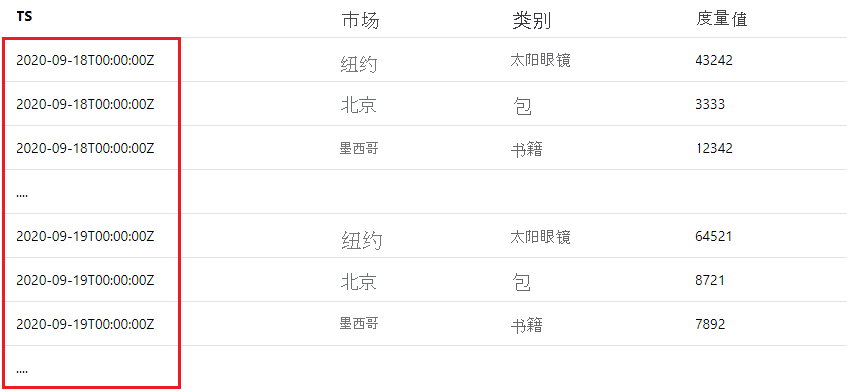 TS 市场 类别 度量值
2020-09-18T00:00:00Z 纽约 太阳眼镜 43242
2020-09-18T00:00:00Z 北京 包 3333
2020-09-18T00:00:00Z 墨西哥 书籍 12342
....
2020-09-19T00:00:00Z 纽约 太阳眼镜 64521
2020-09-19T00:00:00Z 北京 包 8721
2020-09-19T00:00:00Z 墨西哥 书籍 7892
....